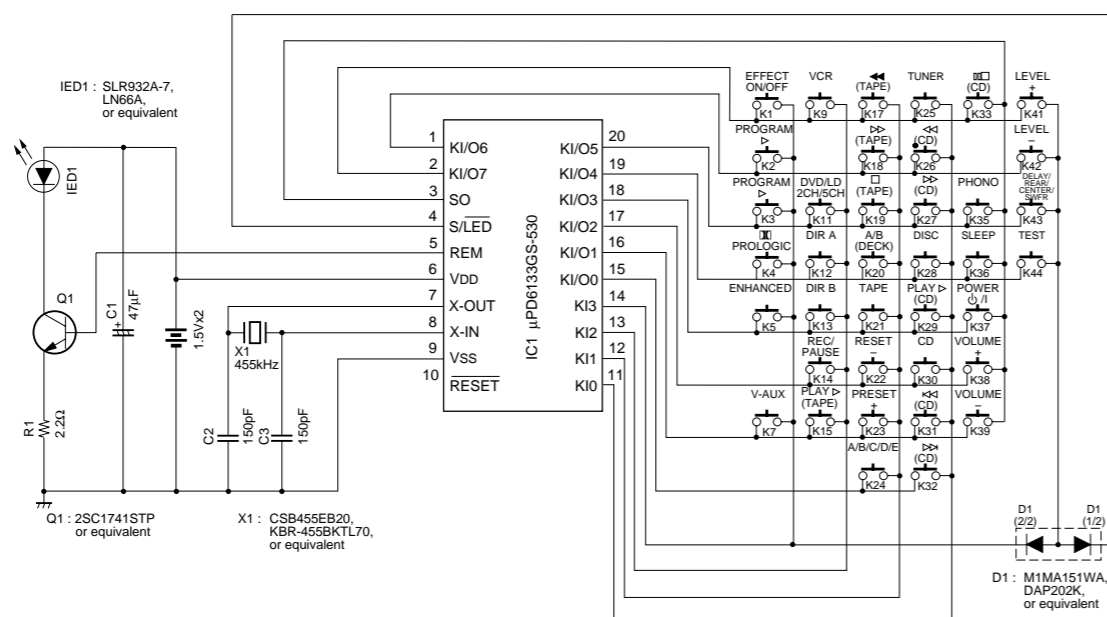 IED1 : SLR932A-7,
LN66A,
or equivalent
IED1
Q1
C1
47µF
+
1.5Vx2
R1
2.2Ω
X1
455kHz
C2
150pF
C3
150pF
Q1 : 2SC1741STP
or equivalent
X1 : CSB455EB20,
KBR-455BKTL70,
or equivalent
IC1 µPD6133GS-530
1 KI/O6
2 KI/O7
3 SO
4 S/LED
5 REM
6 VDD
7 X-OUT
8 X-IN
9 VSS
10 RESET
20 KI/O5
19 KI/O4
18 KI/O3
17 KI/O2
16 KI/O1
15 KI/O0
14 KI3
13 KI2
12 KI1
11 KI0
EFFECT ON/OFF
K1
VCR
K9
(TAPE)
K17
TUNER
K25
(CD)
K33
LEVEL
+
K41
PROGRAM
K2
(TAPE)
K18
(CD)
K26
LEVEL
–
K42
PROGRAM
K3
DVD/LD
2CH/5CH
K11
(TAPE)
K19
(CD)
K27
PHONO
K35
DELAY/
REAR/
CENTER/
SWFR
K43
PROLOGIC
K4
DIR A
K12
A/B
(DECK)
K20
DISC
K28
SLEEP
K36
TEST
K44
ENHANCED
K5
DIR B
K13
TAPE
K21
PLAY
(CD)
K29
POWER
/I
K37
REC/
PAUSE
K14
RESET
–
K22
CD
K30
VOLUME
+
K38
V-AUX
K7
PLAY
(TAPE)
K15
PRESET
+
K23
(CD)
K31
VOLUME
–
K39
A/B/C/D/E
K24
(CD)
K32
D1
(2/2)
D1
(1/2)
D1 : M1MA151WA,
DAP202K,
or equivalent